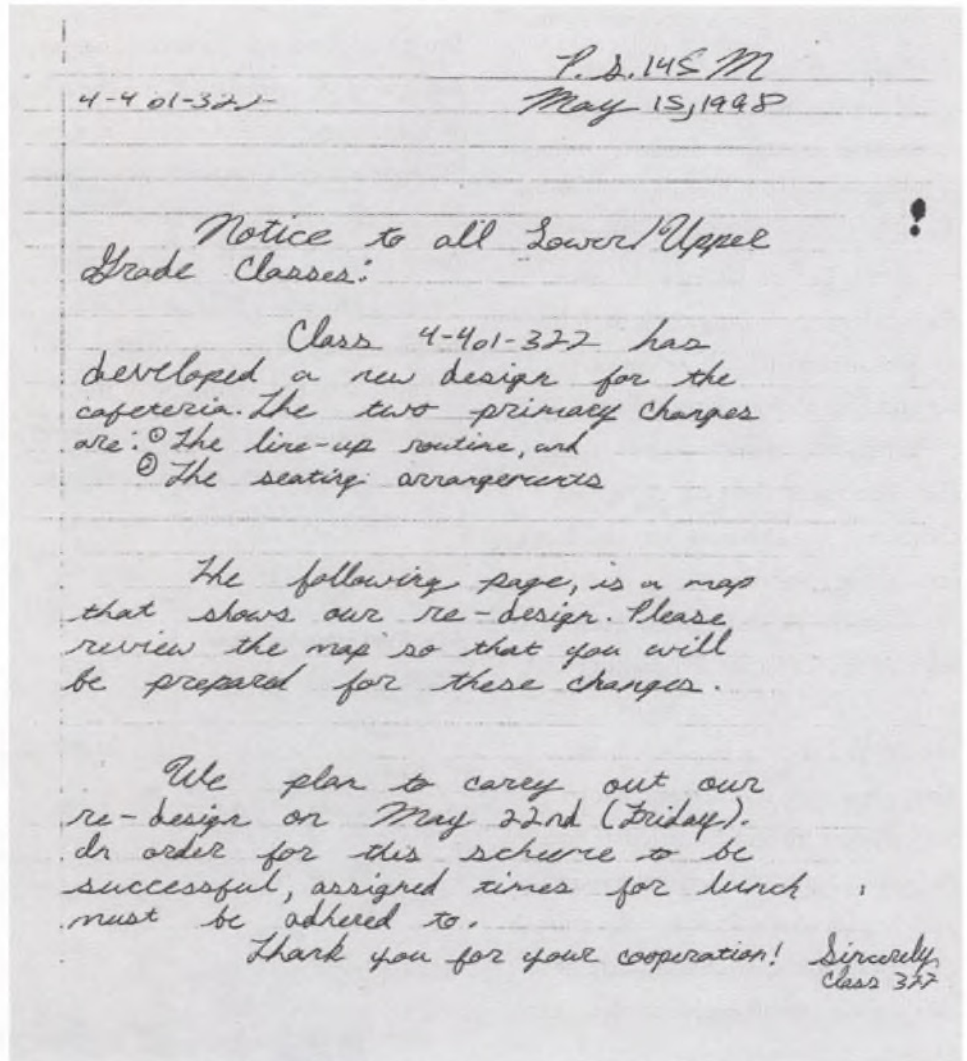 P.S. 145 M
4-401-322
May 15, 1998
Notice to all Lower/Upper
Grade Classes:
Class 4-401-322 has
developed a new design for the
cafeteria. The two primary changes
are: ① The line-up routine, and
② The seating arrangements
The following page, is a map
that shows our re-design. Please
review the map so that you will
be prepared for these changes.
We plan to carry out our
re-design on May 22nd (Friday).
In order for this scheme to be
successful, assigned times for lunch
must be adhered to.
Thank you for your cooperation! Sincerely,
Class 322